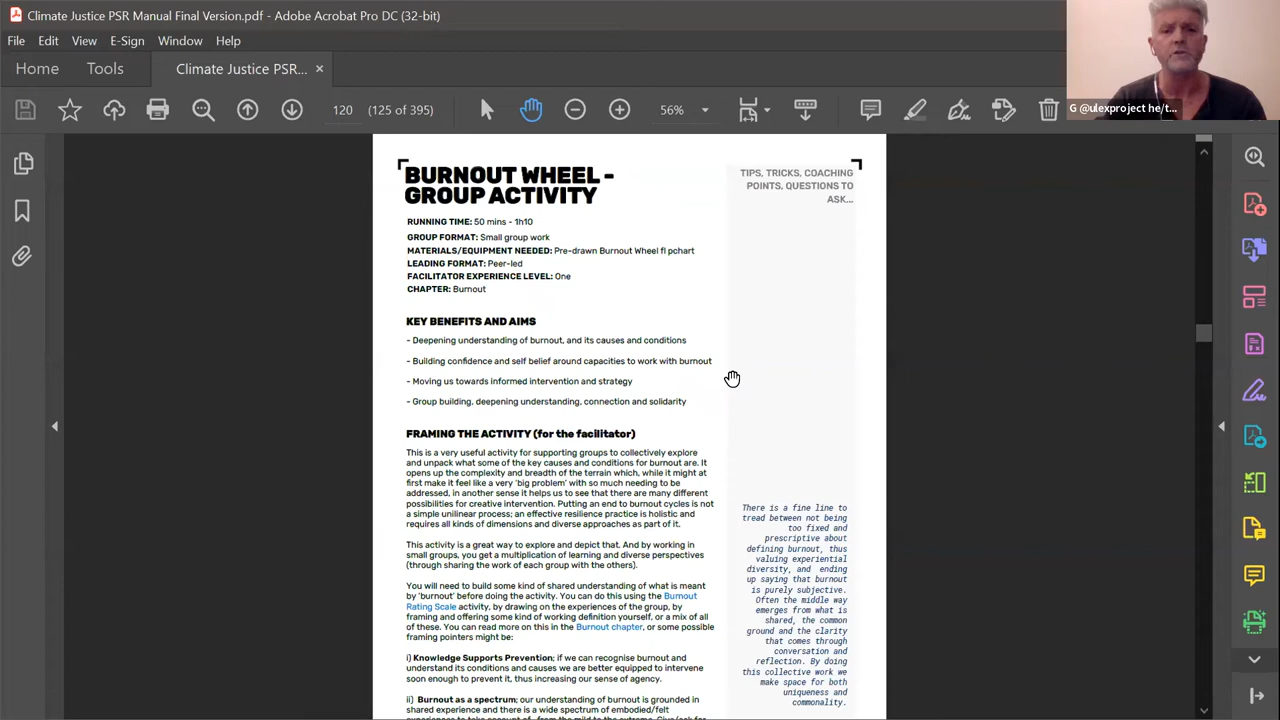 Climate Justice PSR Manual Final Version.pdf - Adobe Acrobat Pro DC (32-bit)
File Edit View E-Sign Window Help
Home Tools Climate Justice PSR... ×
120 (125 of 395) 56%
G @ulexproject he/t...
BURNOUT WHEEL -
GROUP ACTIVITY
RUNNING TIME: 50 mins - 1h10
GROUP FORMAT: Small group work
MATERIALS/EQUIPMENT NEEDED: Pre-drawn Burnout Wheel fl pchart
LEADING FORMAT: Peer-led
FACILITATOR EXPERIENCE LEVEL: One
CHAPTER: Burnout
KEY BENEFITS AND AIMS
- Deepening understanding of burnout, and its causes and conditions
- Building confidence and self belief around capacities to work with burnout
- Moving us towards informed intervention and strategy
- Group building, deepening understanding, connection and solidarity
FRAMING THE ACTIVITY (for the facilitator)
This is a very useful activity for supporting groups to collectively explore
and unpack what some of the key causes and conditions for burnout are. It
opens up the complexity and breadth of the terrain which, while it might at
first make it feel like a very 'big problem' with so much needing to be
addressed, in another sense it helps us to see that there are many different
possibilities for creative intervention. Putting an end to burnout cycles is not
a simple unilinear process; an effective resilience practice is holistic and
requires all kinds of dimensions and diverse approaches as part of it.
This activity is a great way to explore and depict that. And by working in
small groups, you get a multiplication of learning and diverse perspectives
(through sharing the work of each group with the others).
You will need to build some kind of shared understanding of what is meant
by 'burnout' before doing the activity. You can do this using the Burnout
Rating Scale activity, by drawing on the experiences of the group, by
framing and offering some kind of working definition yourself, or a mix of all
of these. You can read more on this in the Burnout chapter, or some possible
framing pointers might be:
i) Knowledge Supports Prevention; if we can recognise burnout and
understand its conditions and causes we are better equipped to intervene
soon enough to prevent it, thus increasing our sense of agency.
ii) Burnout as a spectrum; our understanding of burnout is grounded in
shared experience and there is a wide spectrum of embodied/felt
TIPS, TRICKS, COACHING
POINTS, QUESTIONS TO
ASK...
There is a fine line to
tread between not being
too fixed and
prescriptive about
defining burnout, thus
valuing experiential
diversity, and ending
up saying that burnout
is purely subjective.
Often the middle way
emerges from what is
shared, the common
ground and the clarity
that comes through
conversation and
reflection. By doing
this collective work we
make space for both
uniqueness and
commonality.